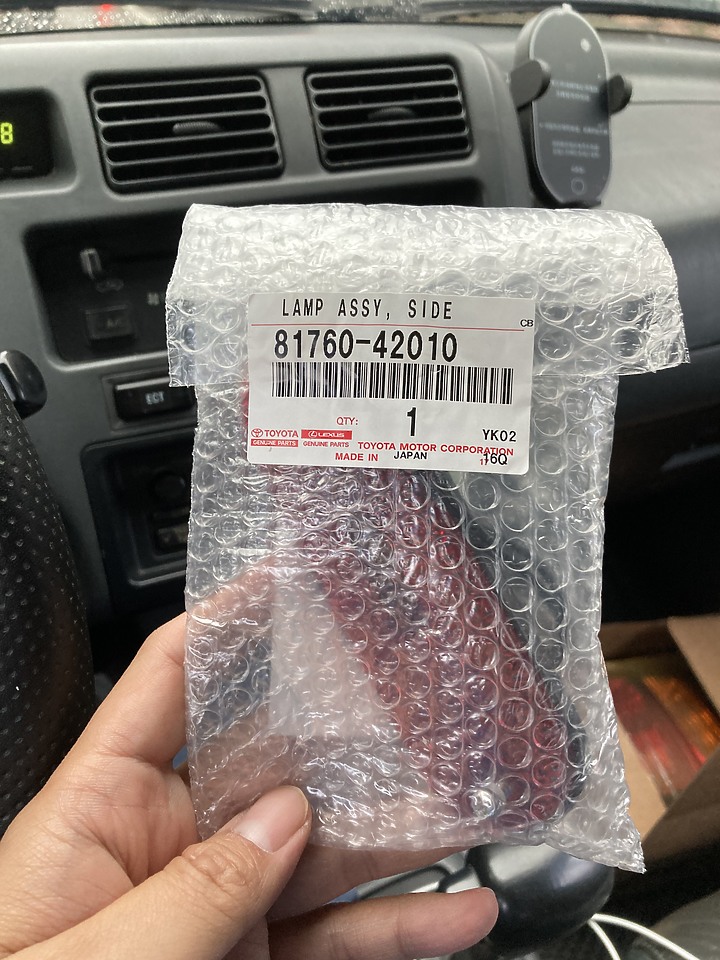 8
LAMP ASSY, SIDE
CB
81760-42010
QTY: 1
YK02
TOYOTA LEXUS
GENUINE PARTS GENUINE PARTS TOYOTA MOTOR CORPORATION
MADE IN JAPAN 16Q
ECT